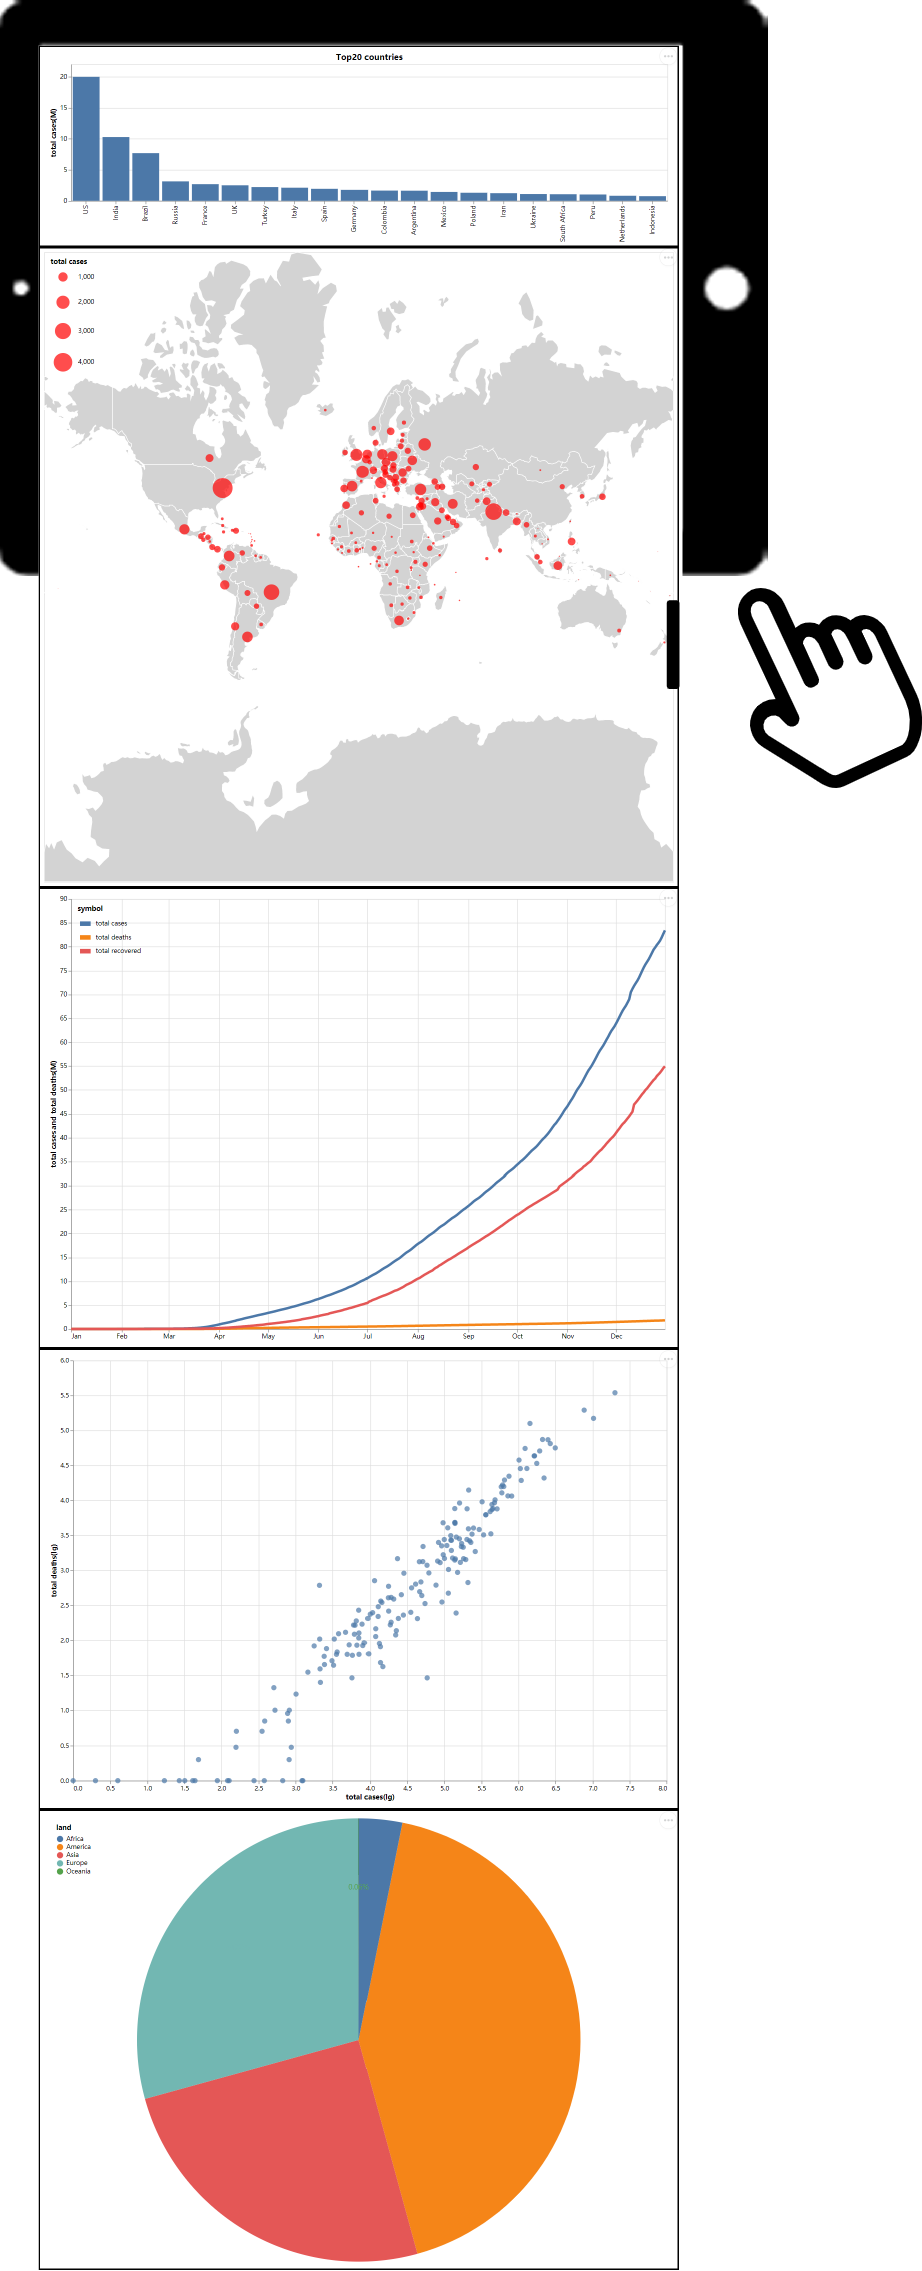 Top20 countries
total cases(M)
20
15
10
5
0
US
India
Brazil
Russia
France
UK
Turkey
Italy
Spain
Germany
Colombia
Argentina
Mexico
Poland
Iran
Ukraine
South Africa
Peru
Netherlands
Indonesia
total cases
1,000
2,000
3,000
4,000
symbol
total cases
total deaths
total recovered
total cases and total deaths(M)
90
85
80
75
70
65
60
55
50
45
40
35
30
25
20
15
10
5
0
Jan Feb Mar Apr May Jun Jul Aug Sep Oct Nov Dec
total deaths(lg)
6.0
5.5
5.0
4.5
4.0
3.5
3.0
2.5
2.0
1.5
1.0
0.5
0.0
0.0 0.5 1.0 1.5 2.0 2.5 3.0 3.5 4.0 4.5 5.0 5.5 6.0 6.5 7.0 7.5 8.0
total cases(lg)
land
Africa
America
Asia
Europe
Oceania